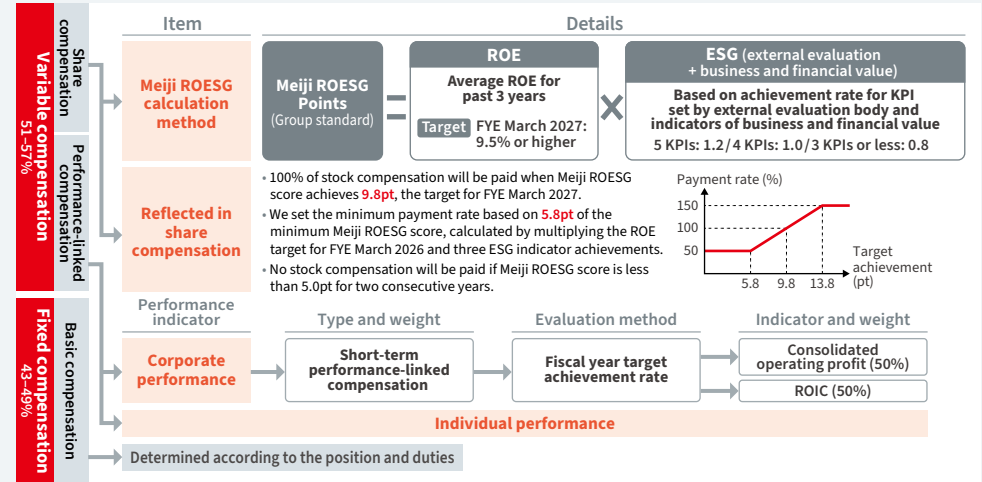 Item
Details
Variable compensation
51–57%
Share
compensation
Performance-linked
compensation
Fixed compensation
43–49%
Basic compensation
Meiji ROESG
calculation
method
Meiji ROESG
Points
(Group standard)
=
ROE
Average ROE for
past 3 years
Target
FYE March 2027:
9.5% or higher
×
ESG (external evaluation
+ business and financial value)
Based on achievement rate for KPI
set by external evaluation body and
indicators of business and financial value
5 KPIs: 1.2/4 KPIs: 1.0/3 KPIs or less: 0.8
Reflected in
share
compensation
• 100% of stock compensation will be paid when Meiji ROESG
score achieves 9.8pt, the target for FYE March 2027.
• We set the minimum payment rate based on 5.8pt of the
minimum Meiji ROESG score, calculated by multiplying the ROE
target for FYE March 2026 and three ESG indicator achievements.
• No stock compensation will be paid if Meiji ROESG score is less
than 5.0pt for two consecutive years.
Payment rate (%)
150
100
50
5.8 9.8 13.8
Target
achievement
(pt)
Performance
indicator
Type and weight
Evaluation method
Indicator and weight
Corporate
performance
Short-term
performance-linked
compensation
Fiscal year target
achievement rate
Consolidated
operating profit (50%)
ROIC (50%)
Individual performance
Determined according to the position and duties